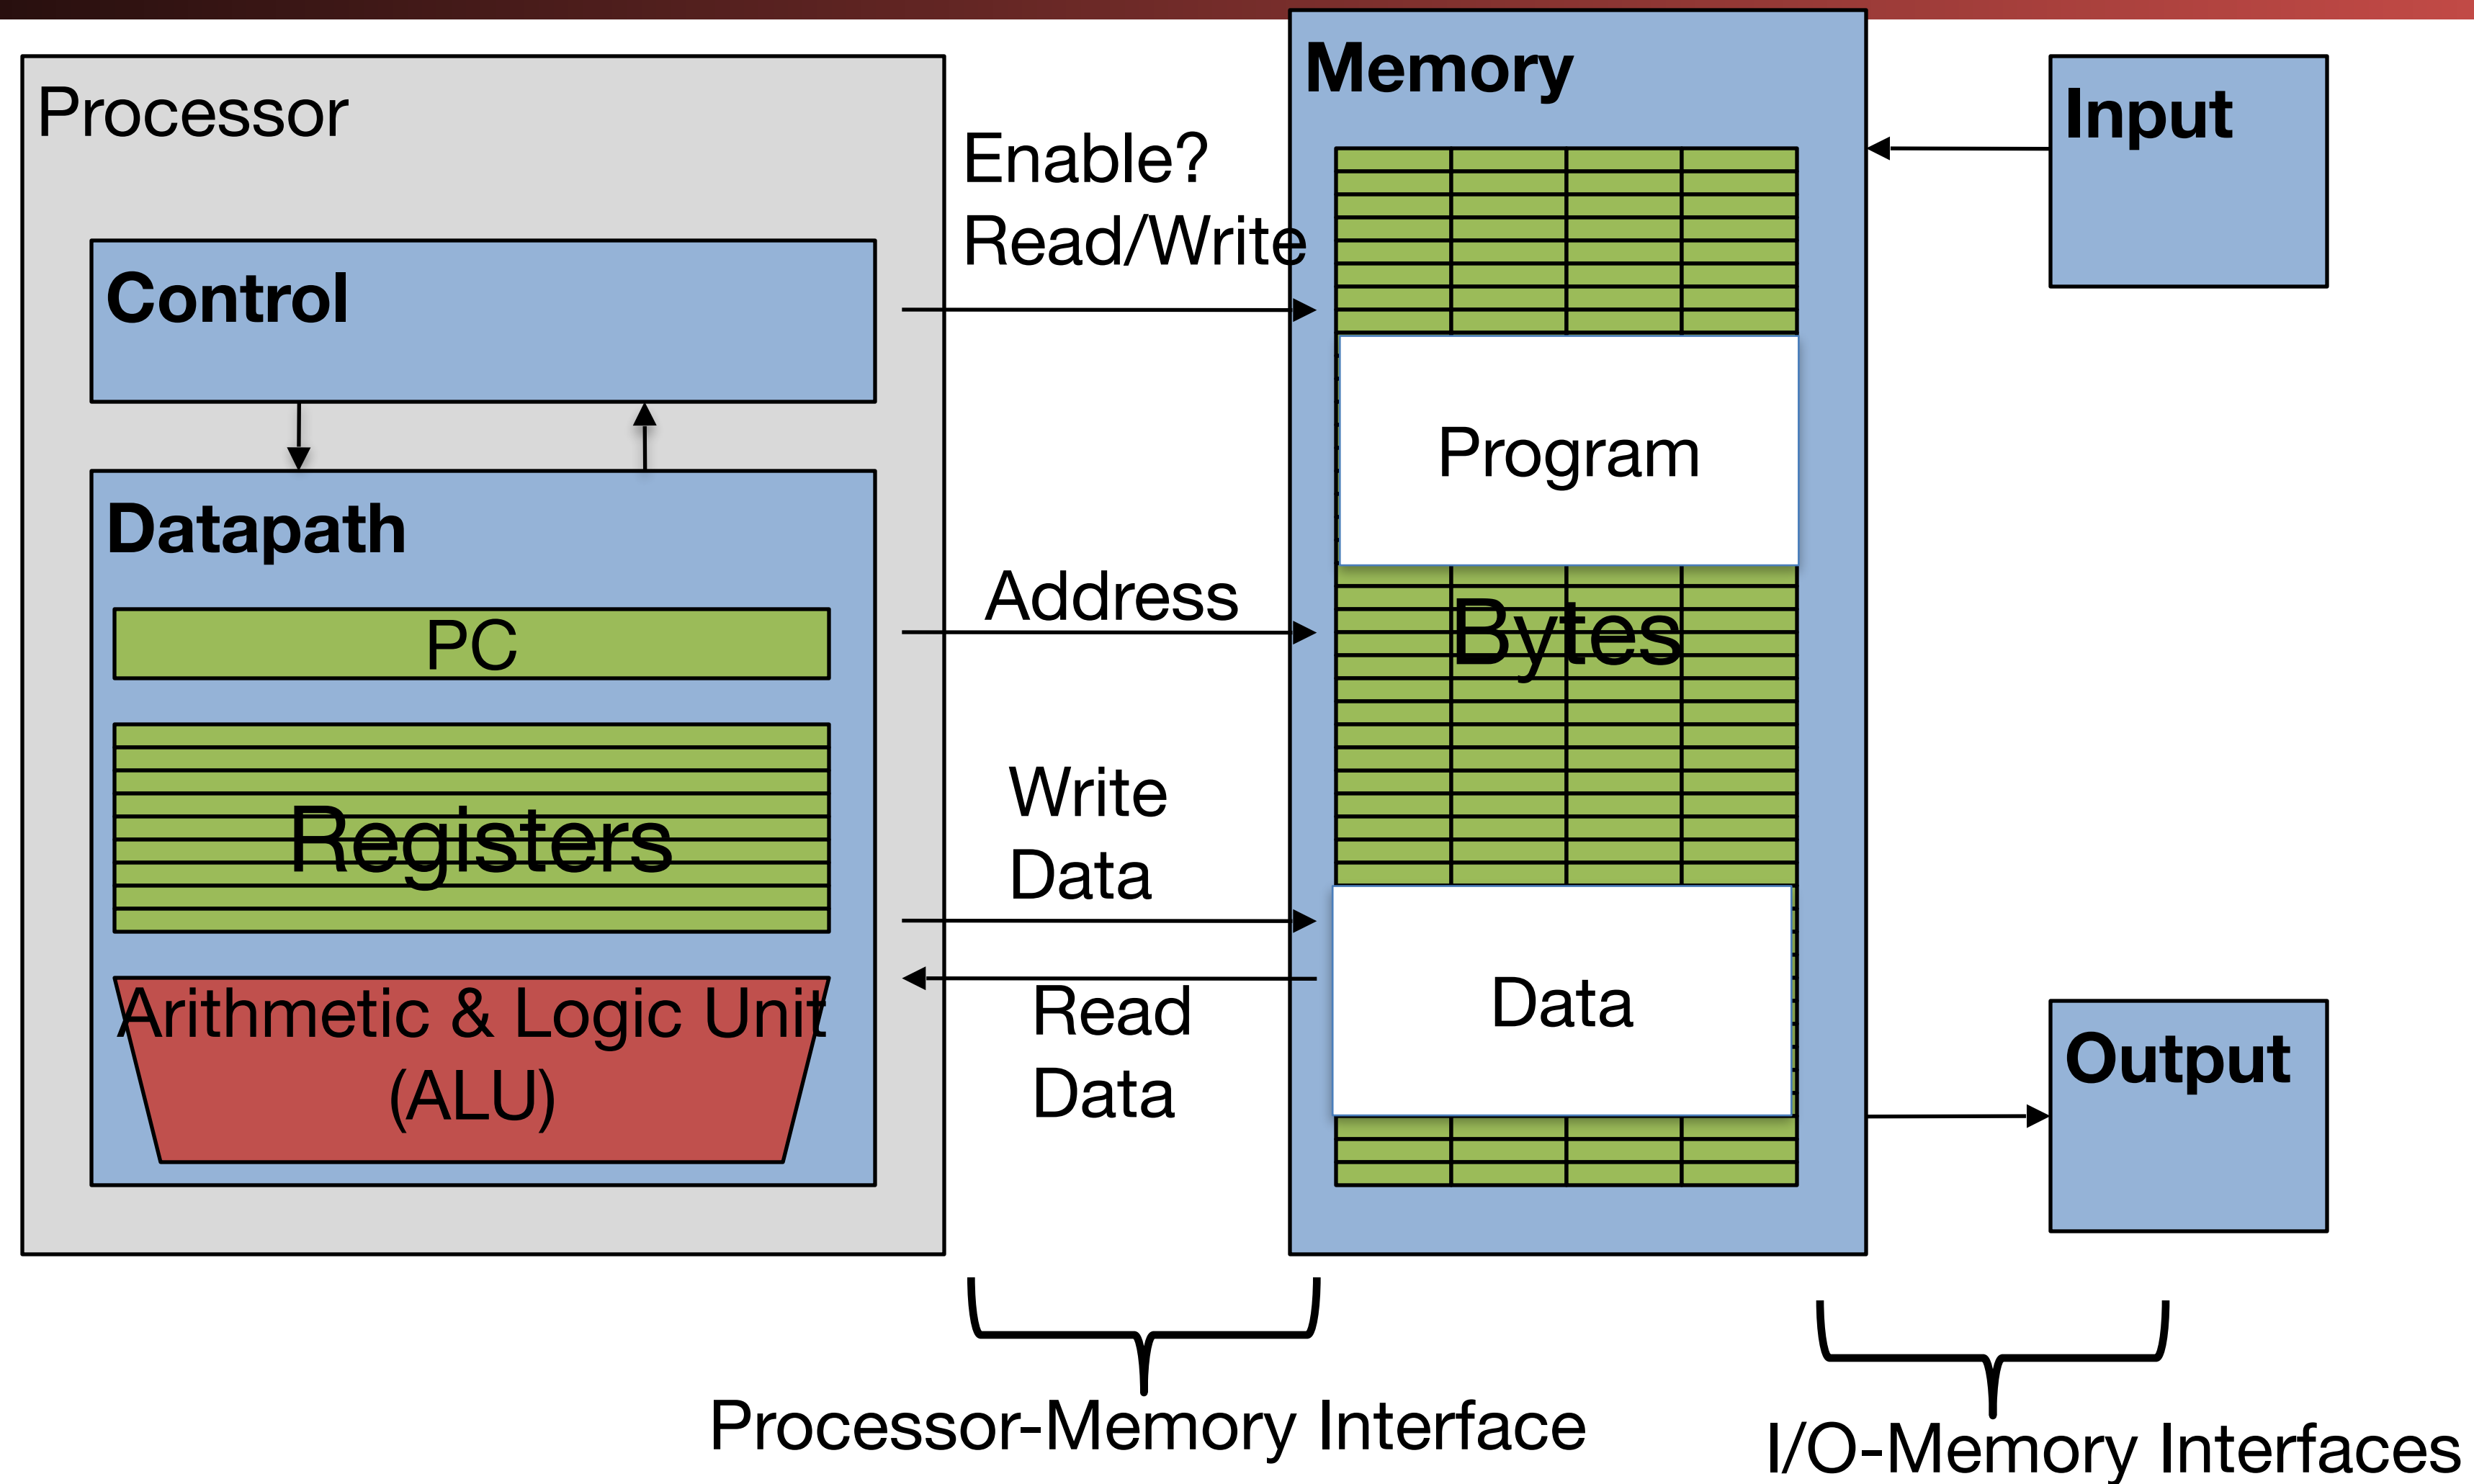 Processor
Control
Datapath
PC
Registers
Arithmetic & Logic Unit
(ALU)
Enable?
Read/Write
Address
Write
Data
Read
Data
Processor-Memory Interface
Memory
Program
Bytes
Data
Input
Output
I/O-Memory Interfaces